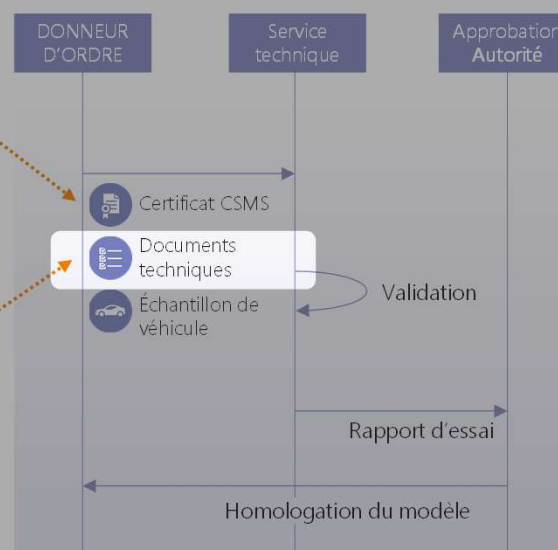 DONNEUR
D'ORDRE
Service
technique
Approbation
Autorité
Certificat CSMS
Documents
techniques
Échantillon de
véhicule
Validation
Rapport d'essai
Homologation du modèle